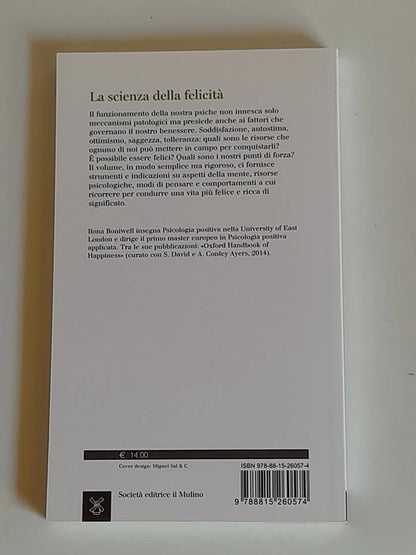 La scienza della felicità
Il funzionamento della nostra psiche non innesca solo
meccanismi patologici ma presiede anche ai fattori che
governano il nostro benessere. Soddisfazione, autostima,
ottimismo, saggezza, tolleranza: quali sono le risorse che
ognuno di noi può mettere in campo per conquistarli?
È possibile essere felici? Quali sono i nostri punti di forza?
Il volume, in modo semplice ma rigoroso, ci fornisce
strumenti e indicazioni su aspetti della mente, risorse
psicologiche, modi di pensare e comportamenti a cui
ricorrere per condurre una vita più felice e ricca di
significato.
Ilona Boniwell insegna Psicologia positiva nella University of East
London e dirige il primo master europeo in Psicologia positiva
applicata. Tra le sue pubblicazioni: «Oxford Handbook of
Happiness» (curato con S. David e A. Conley Ayers, 2014).
€ 14,00
Cover design: Miguel Sal & C
Società editrice il Mulino
ISBN 978-88-15-26057-4
9 788815 260574